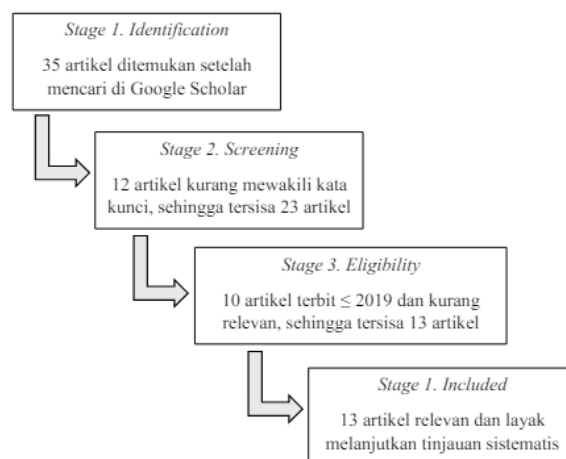 Stage 1. Identification
35 artikel ditemukan setelah
mencari di Google Scholar
Stage 2. Screening
12 artikel kurang mewakili kata
kunci, sehingga tersisa 23 artikel
Stage 3. Eligibility
10 artikel terbit ≤ 2019 dan kurang
relevan, sehingga tersisa 13 artikel
Stage 1. Included
13 artikel relevan dan layak
melanjutkan tinjauan sistematis